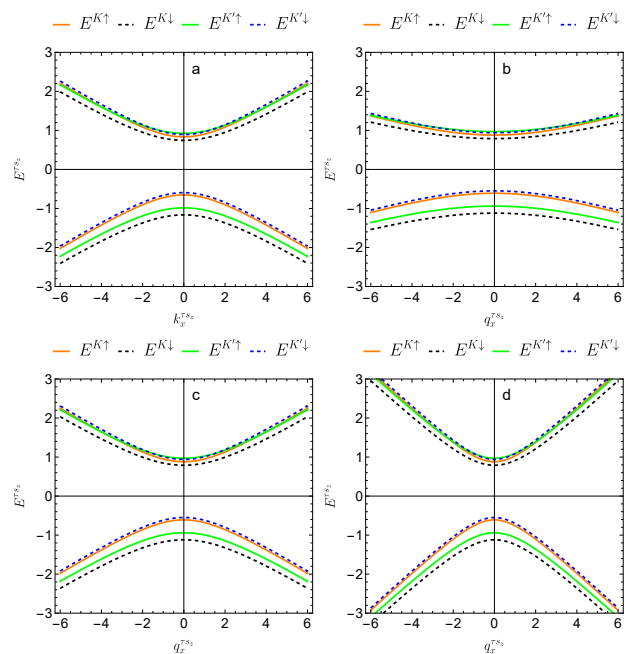 E^{K↑} E^{K↓} E^{K′↑} E^{K′↓} E^{K↑} E^{K↓} E^{K′↑} E^{K′↓}
3 3
a b
2 2
1 1
E^{τs_z} 0 E^{τs_z} 0
−1 −1
−2 −2
−3 −3
−6 −4 −2 0 2 4 6 −6 −4 −2 0 2 4 6
k_x^{τs_z} q_x^{τs_z}
E^{K↑} E^{K↓} E^{K′↑} E^{K′↓} E^{K↑} E^{K↓} E^{K′↑} E^{K′↓}
3 3
c d
2 2
1 1
E^{τs_z} 0 E^{τs_z} 0
−1 −1
−2 −2
−3 −3
−6 −4 −2 0 2 4 6 −6 −4 −2 0 2 4 6
q_x^{τs_z} q_x^{τs_z}